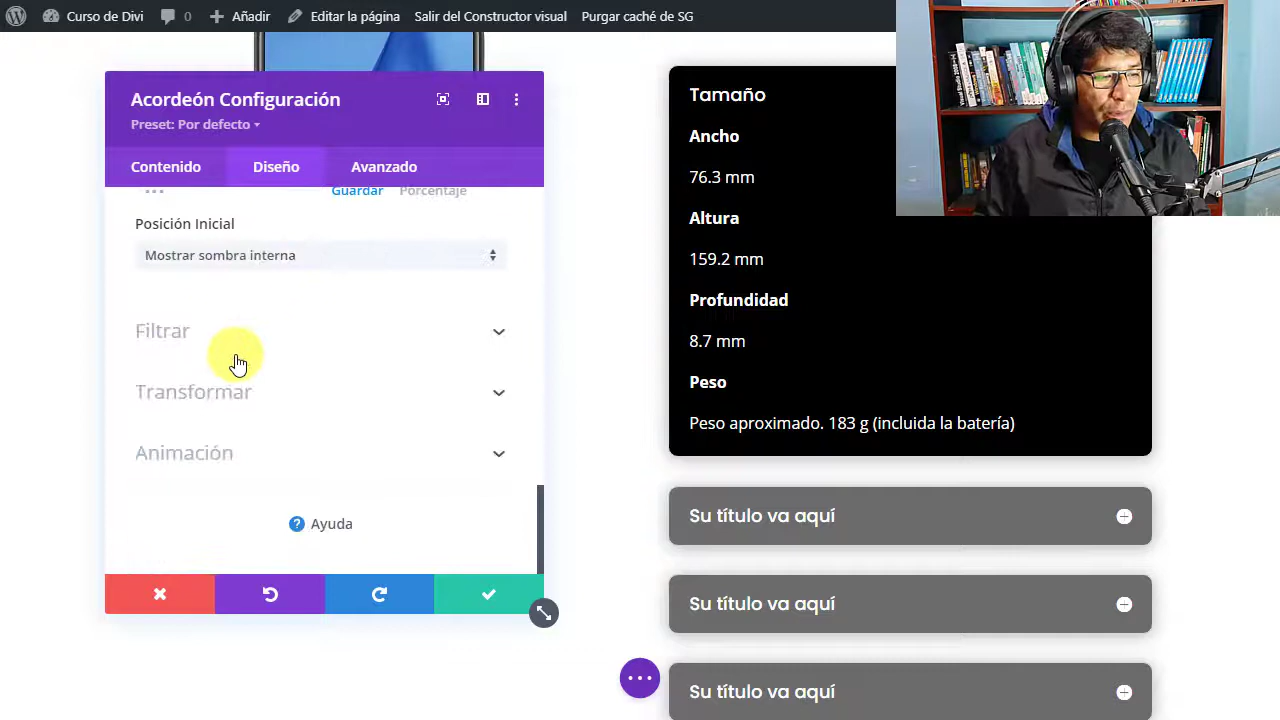 Curso de Divi
0
Añadir
Editar la página
Salir del Constructor visual
Purgar caché de SG
Acordeón Configuración
Preset: Por defecto
Contenido
Diseño
Avanzado
Guardar
Porcentaje
Posición Inicial
Mostrar sombra interna
Filtrar
Transformar
Animación
? Ayuda
Tamaño
Ancho
76.3 mm
Altura
159.2 mm
Profundidad
8.7 mm
Peso
Peso aproximado. 183 g (incluida la batería)
Su título va aquí
Su título va aquí
Su título va aquí